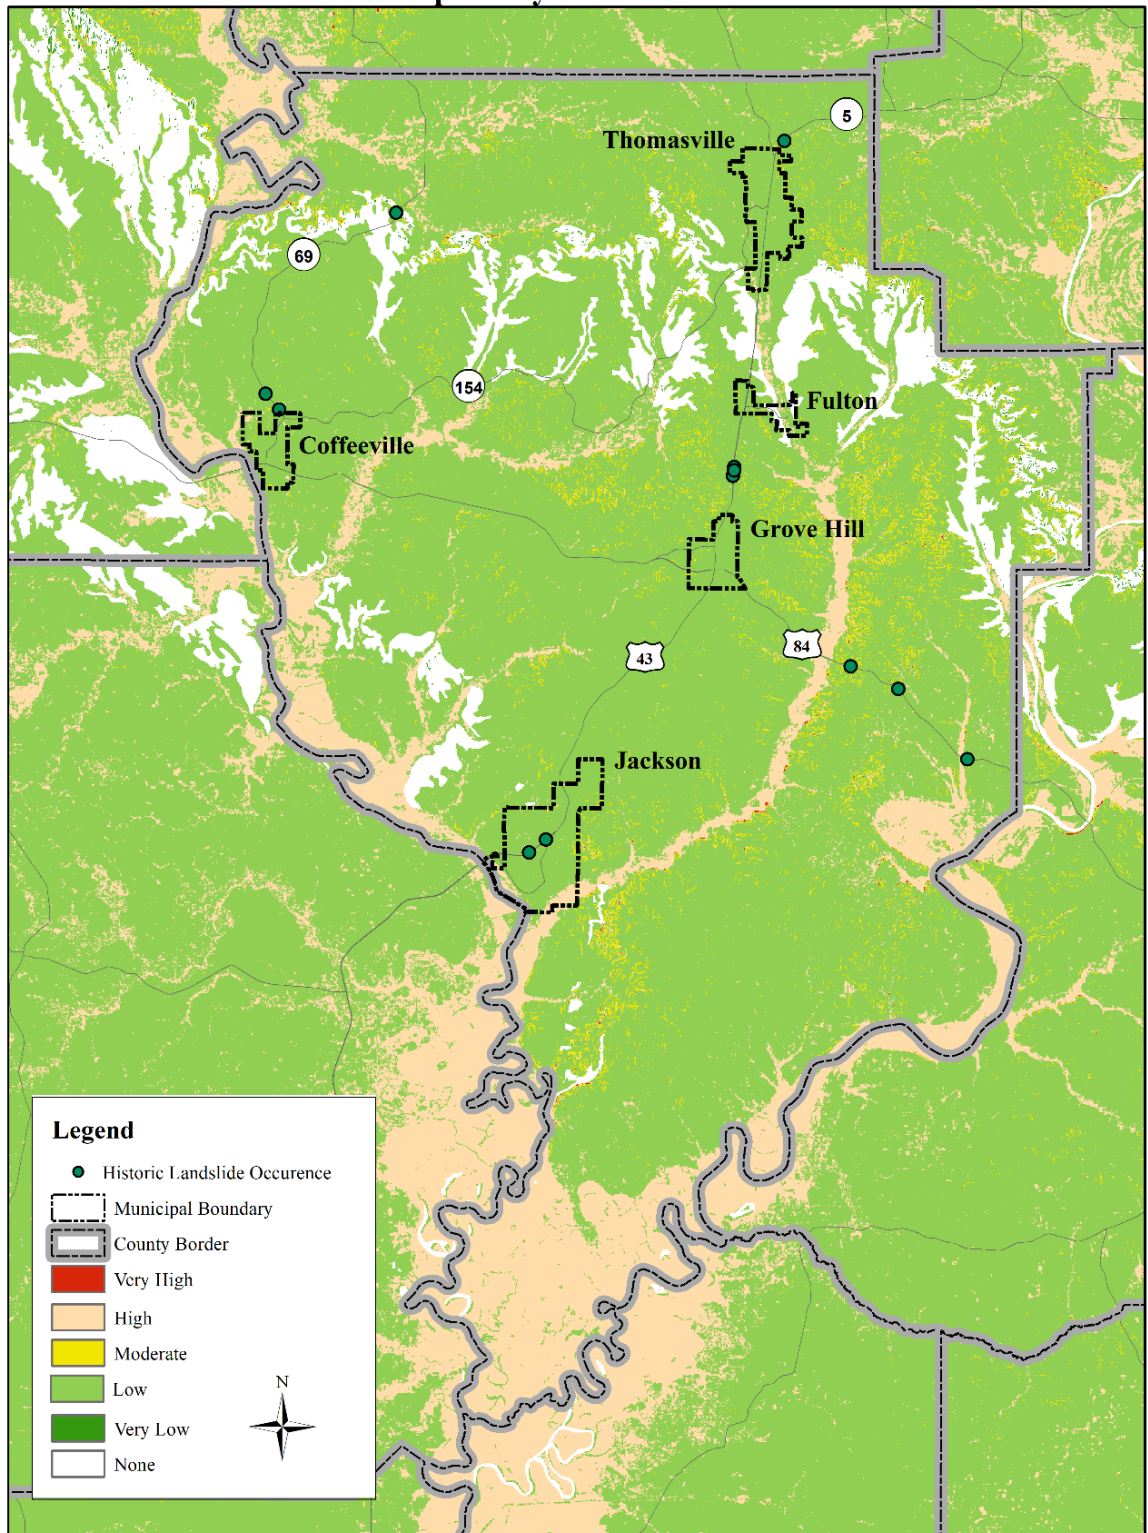 5
Thomasville
69
154
Fulton
Coffeeville
Grove Hill
43
84
Jackson
Legend
Historic Landslide Occurence
Municipal Boundary
County Border
Very High
High
Moderate
Low
N
Very Low
None